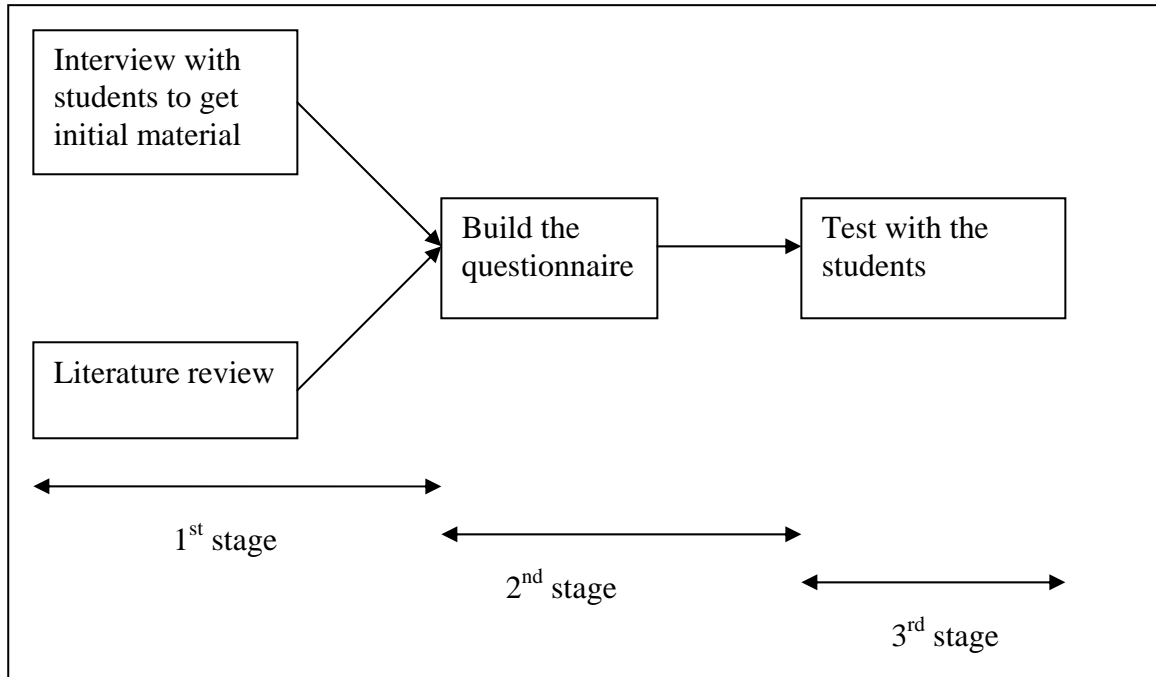 Interview with
students to get
initial material
Build the
questionnaire
Test with the
students
Literature review
1st stage
2nd stage
3rd stage